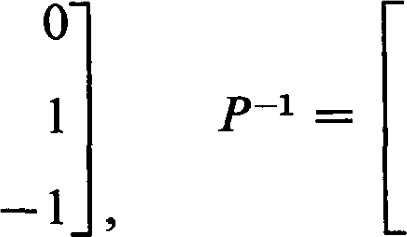 0]
1] P⁻¹ = [
-1],